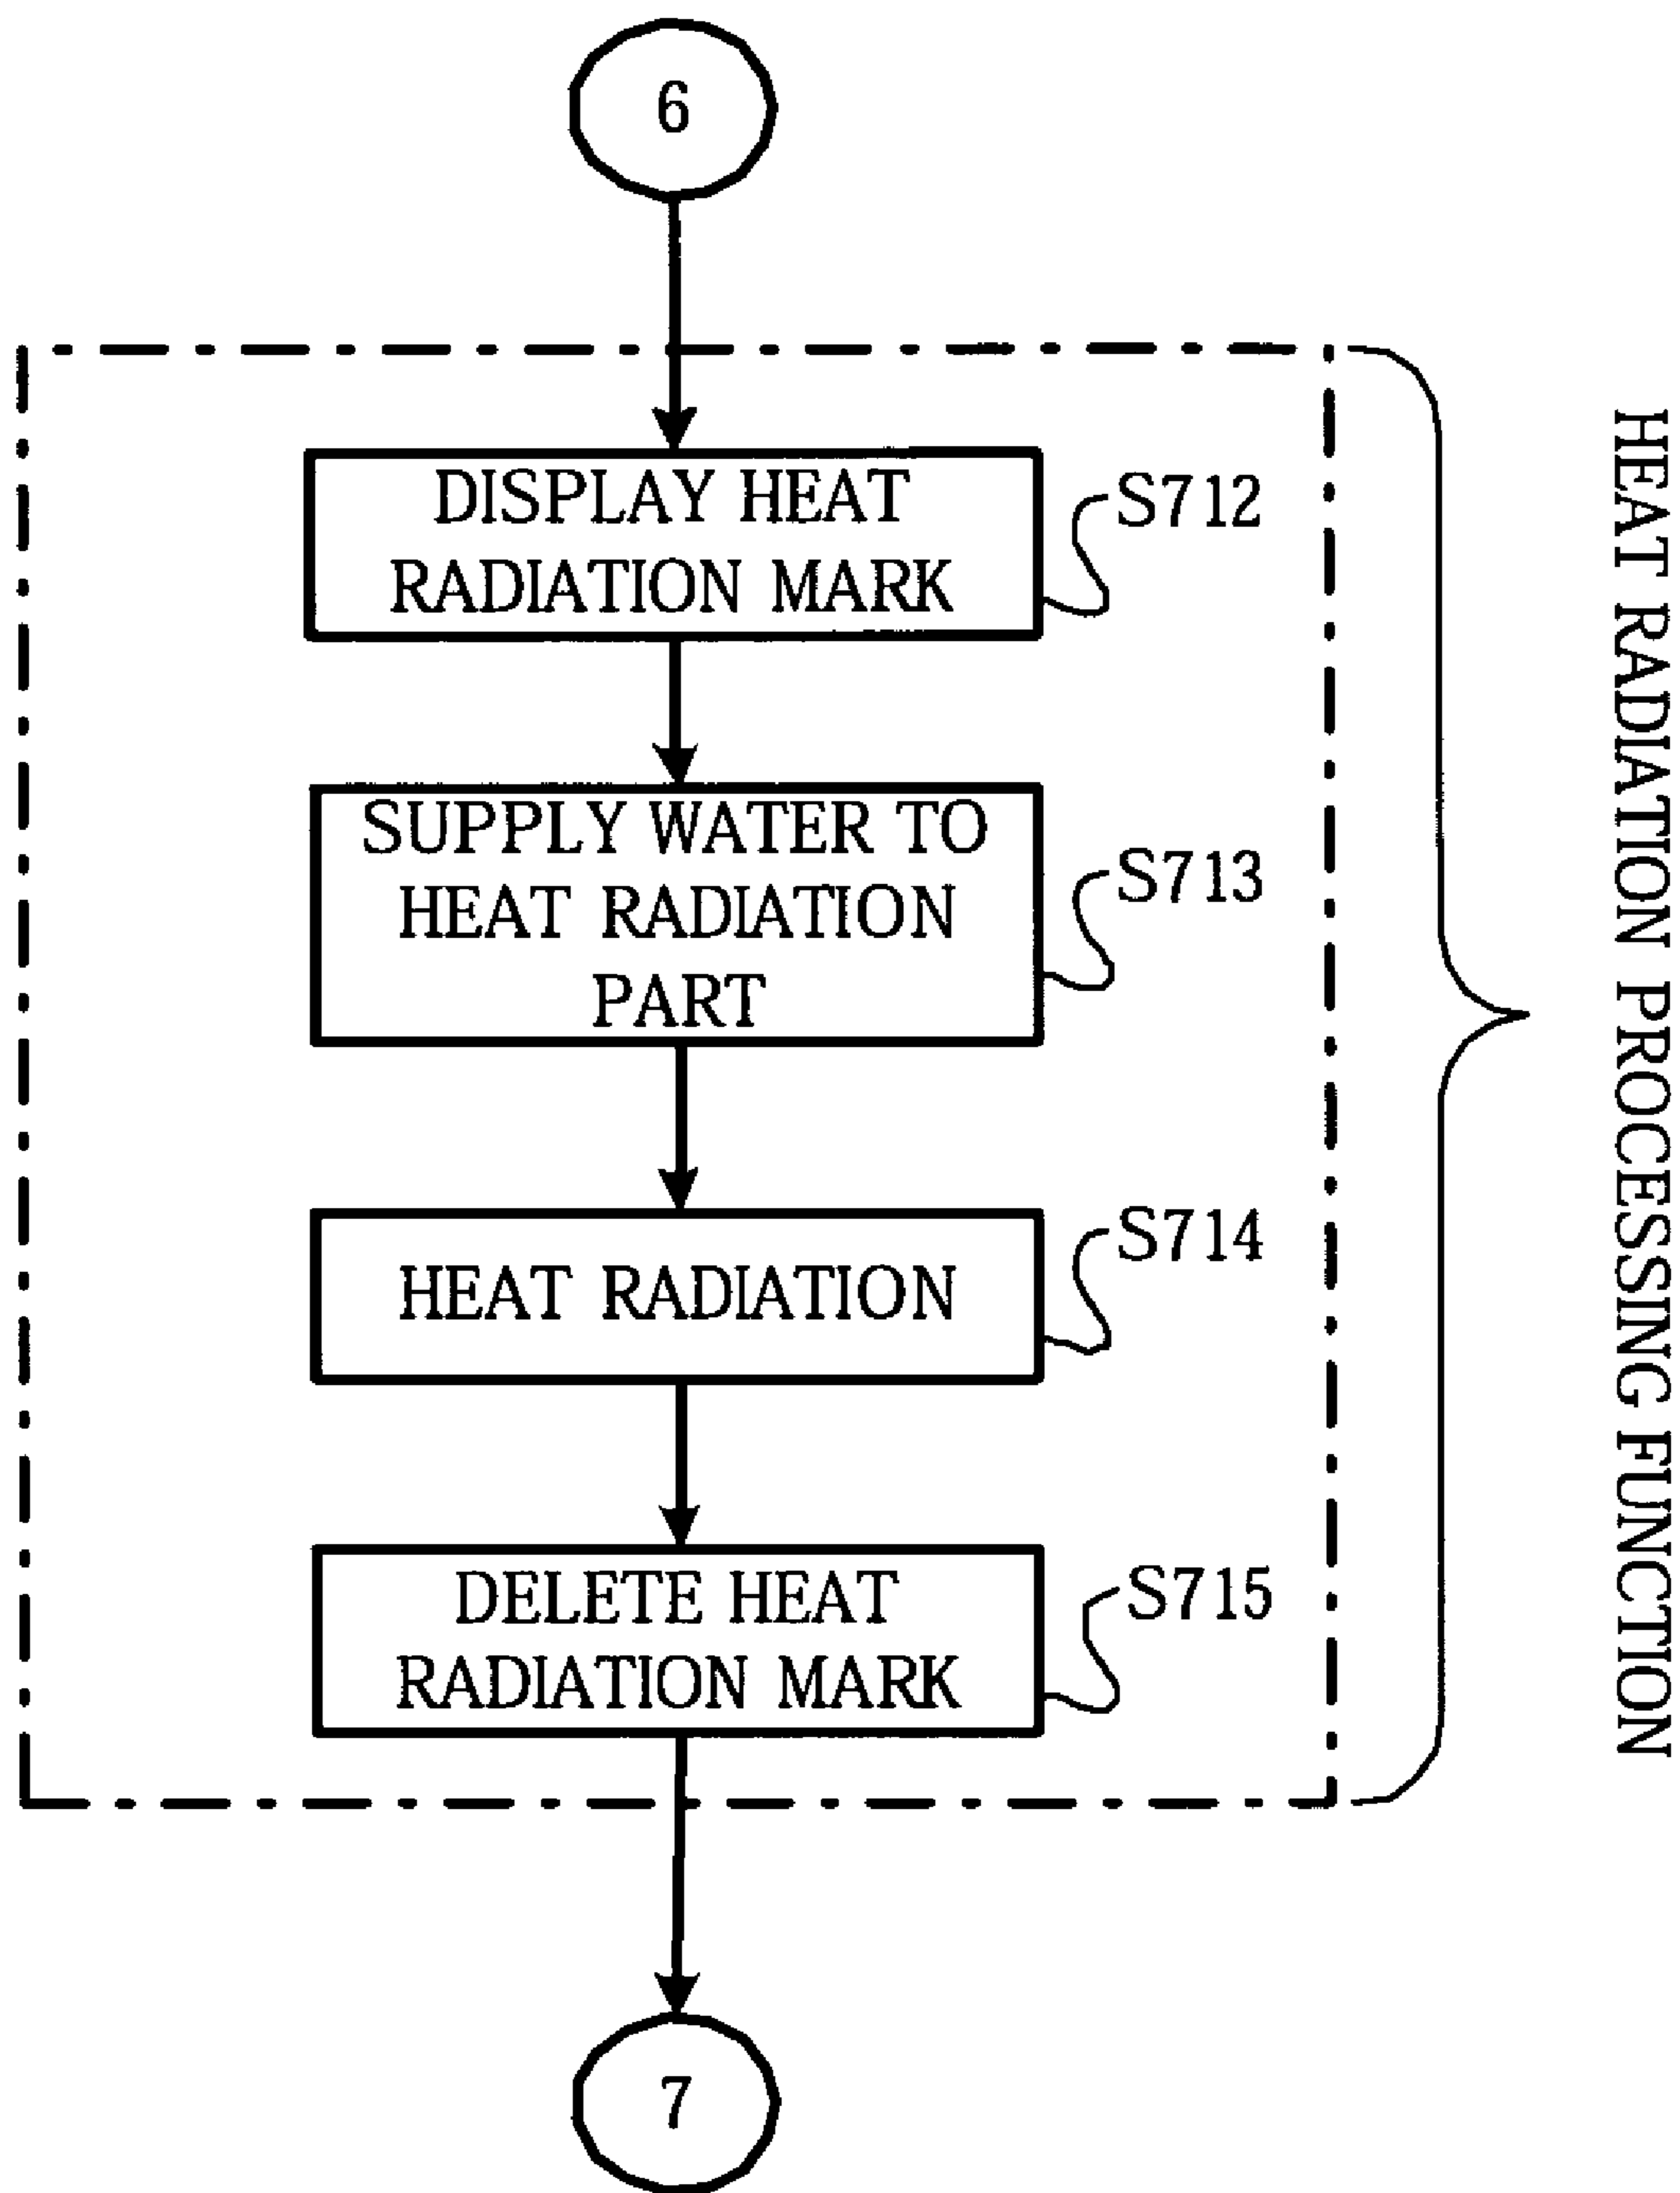 6
DISPLAY HEAT
RADIATION MARK
S712
SUPPLY WATER TO
HEAT RADIATION
PART
S713
HEAT RADIATION
S714
DELETE HEAT
RADIATION MARK
S715
7
HEAT RADIATION PROCESSING FUNCTION